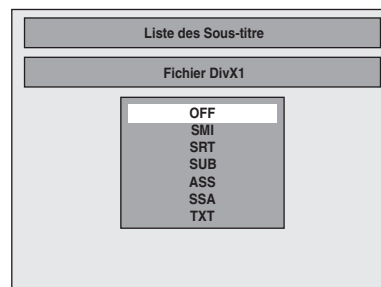 Liste des Sous-titre
Fichier DivX1
OFF
SMI
SRT
SUB
ASS
SSA
TXT